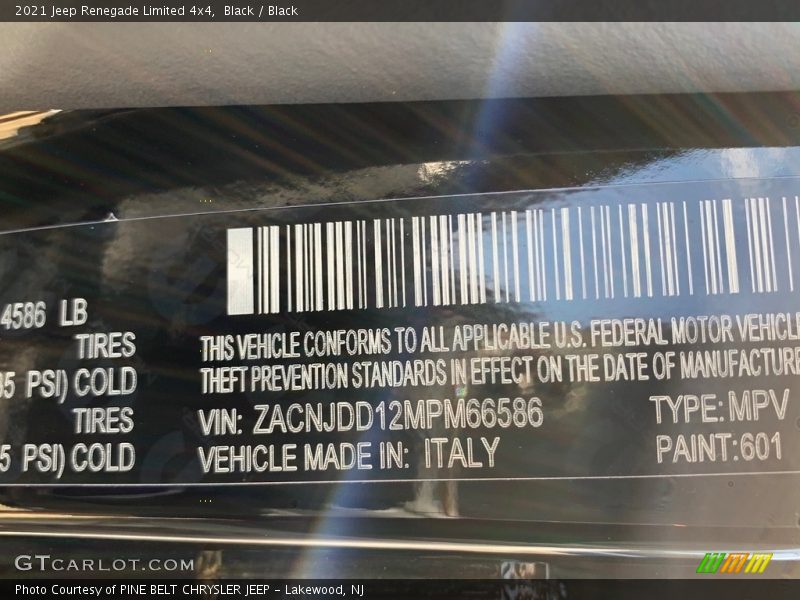 2021 Jeep Renegade Limited 4x4, Black / Black
4586 LB
TIRES
PSI) COLD
TIRES
PSI) COLD
THIS VEHICLE CONFORMS TO ALL APPLICABLE U.S. FEDERAL MOTOR VEHICLE
THEFT PREVENTION STANDARDS IN EFFECT ON THE DATE OF MANUFACTURE
VIN: ZACNJDD12MPM66586 TYPE: MPV
VEHICLE MADE IN: ITALY PAINT:601
GTCARLOT.COM
Photo Courtesy of PINE BELT CHRYSLER JEEP - Lakewood, NJ